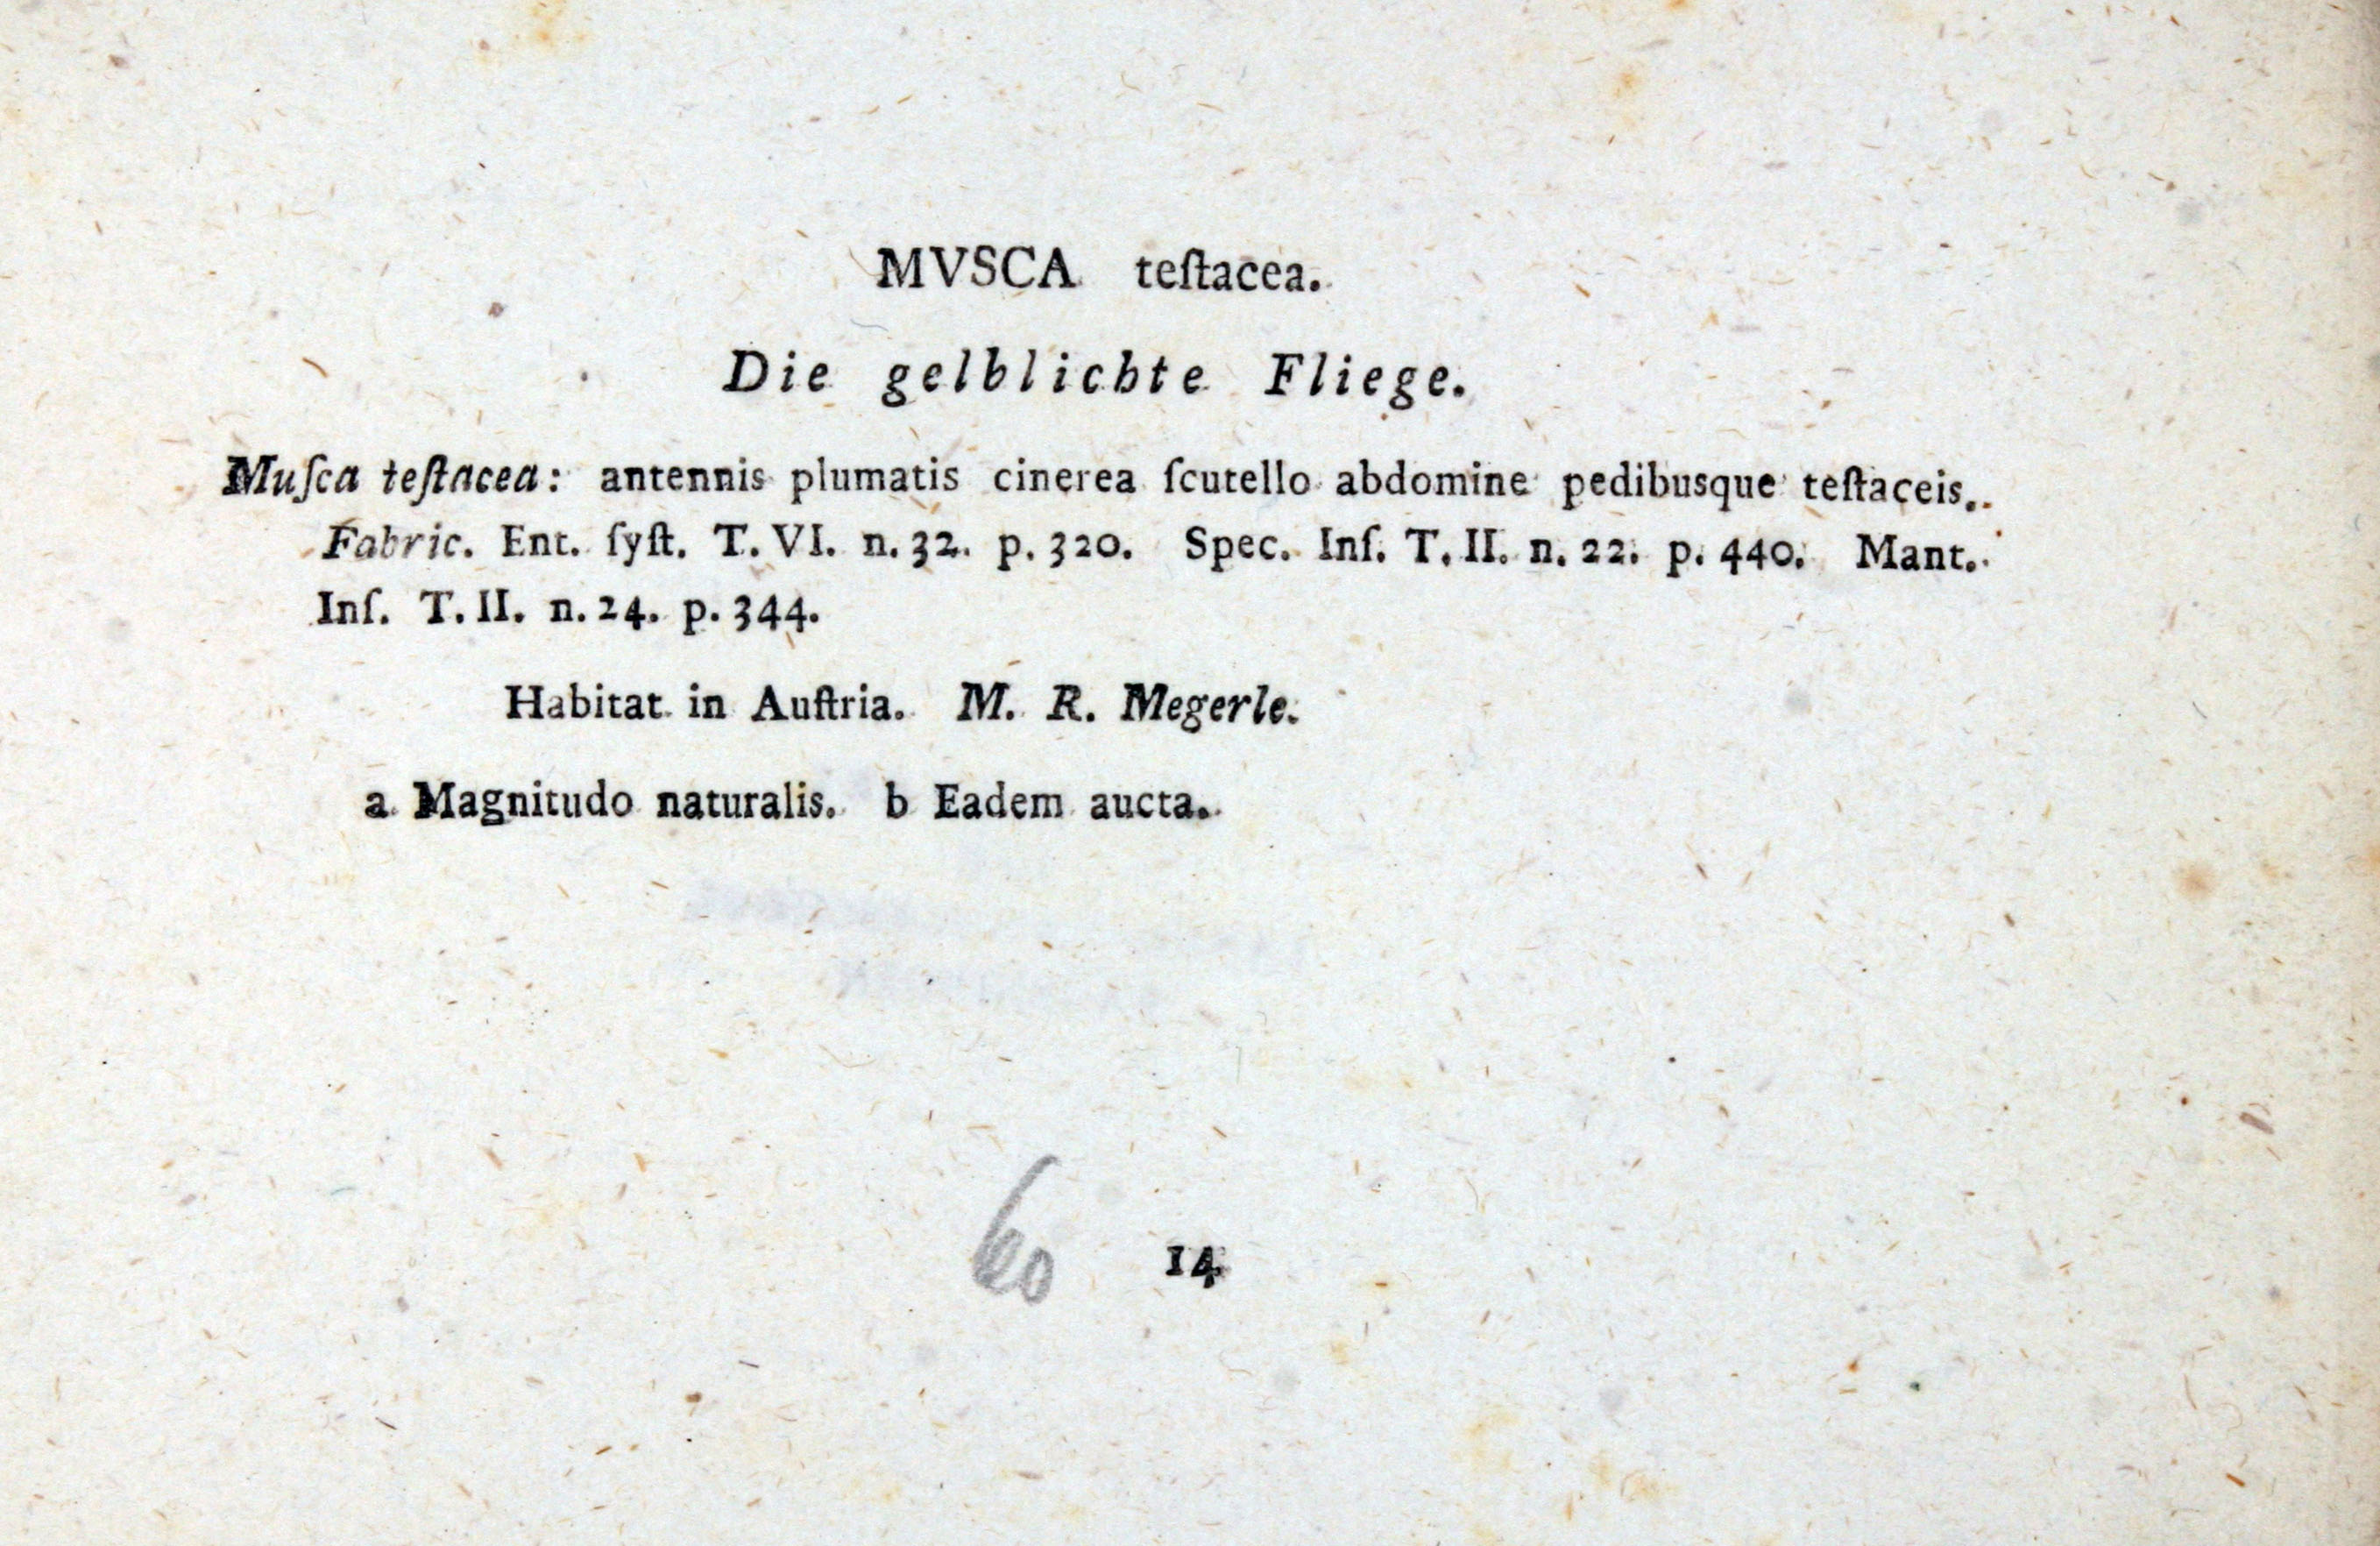 MVSCA teſtacea.
Die gelblichte Fliege.
Muſca teſtacea: antennis plumatis cinerea ſcutello abdomine pedibusque teſtaceis.
Fabric. Ent. ſyſt. T. VI. n. 32. p. 320. Spec. Inſ. T. II. n. 22. p. 440. Mant.
Inſ. T. II. n. 24. p. 344.
Habitat in Auſtria. M. R. Megerle.
a Magnitudo naturalis. b Eadem aucta.
14